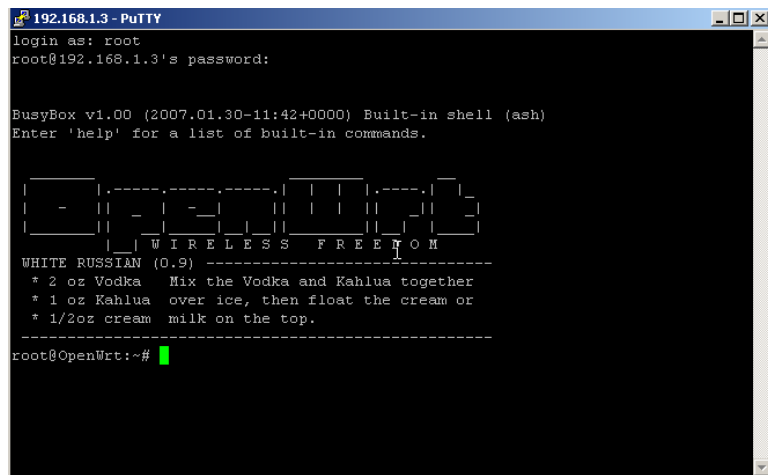 192.168.1.3 - PuTTY
login as: root
root@192.168.1.3's password:
BusyBox v1.00 (2007.01.30-11:42+0000) Built-in shell (ash)
Enter 'help' for a list of built-in commands.
OpenWrt
W I R E L E S S   F R E E D O M
WHITE RUSSIAN (0.9) -------------------------------
* 2 oz Vodka   Mix the Vodka and Kahlua together
* 1 oz Kahlua  over ice, then float the cream or
* 1/2oz cream  milk on the top.
---------------------------------------------------
root@OpenWrt:~#